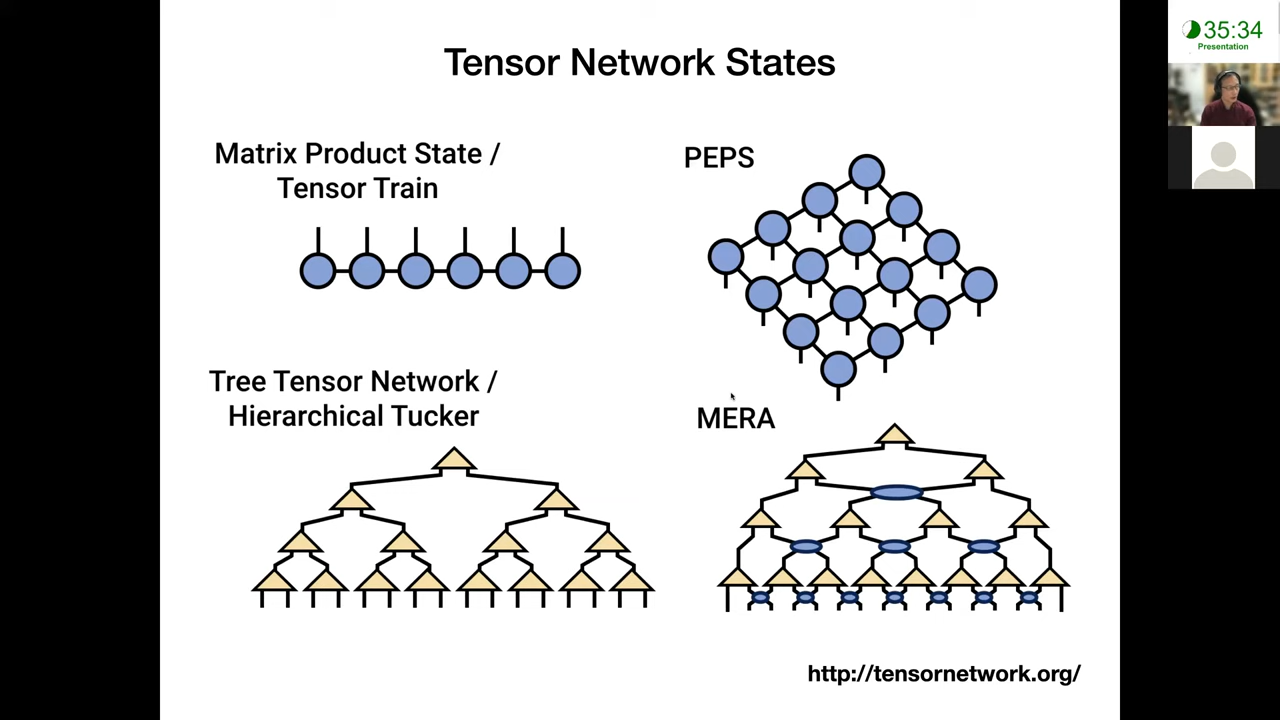 Tensor Network States
Matrix Product State /
Tensor Train
PEPS
Tree Tensor Network /
Hierarchical Tucker
MERA
http://tensornetwork.org/
35:34
Presentation